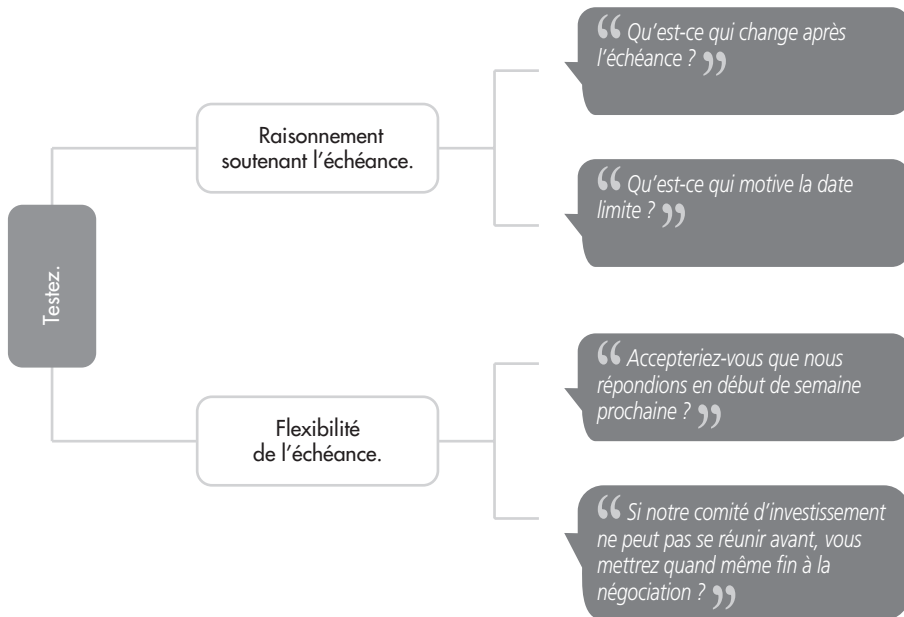 Testez.
Raisonnement
soutenant l'échéance.
“ Qu'est-ce qui change après
l'échéance ? ”
“ Qu'est-ce qui motive la date
limite ? ”
Flexibilité
de l'échéance.
“ Accepteriez-vous que nous
répondions en début de semaine
prochaine ? ”
“ Si notre comité d'investissement
ne peut pas se réunir avant, vous
mettrez quand même fin à la
négociation ? ”